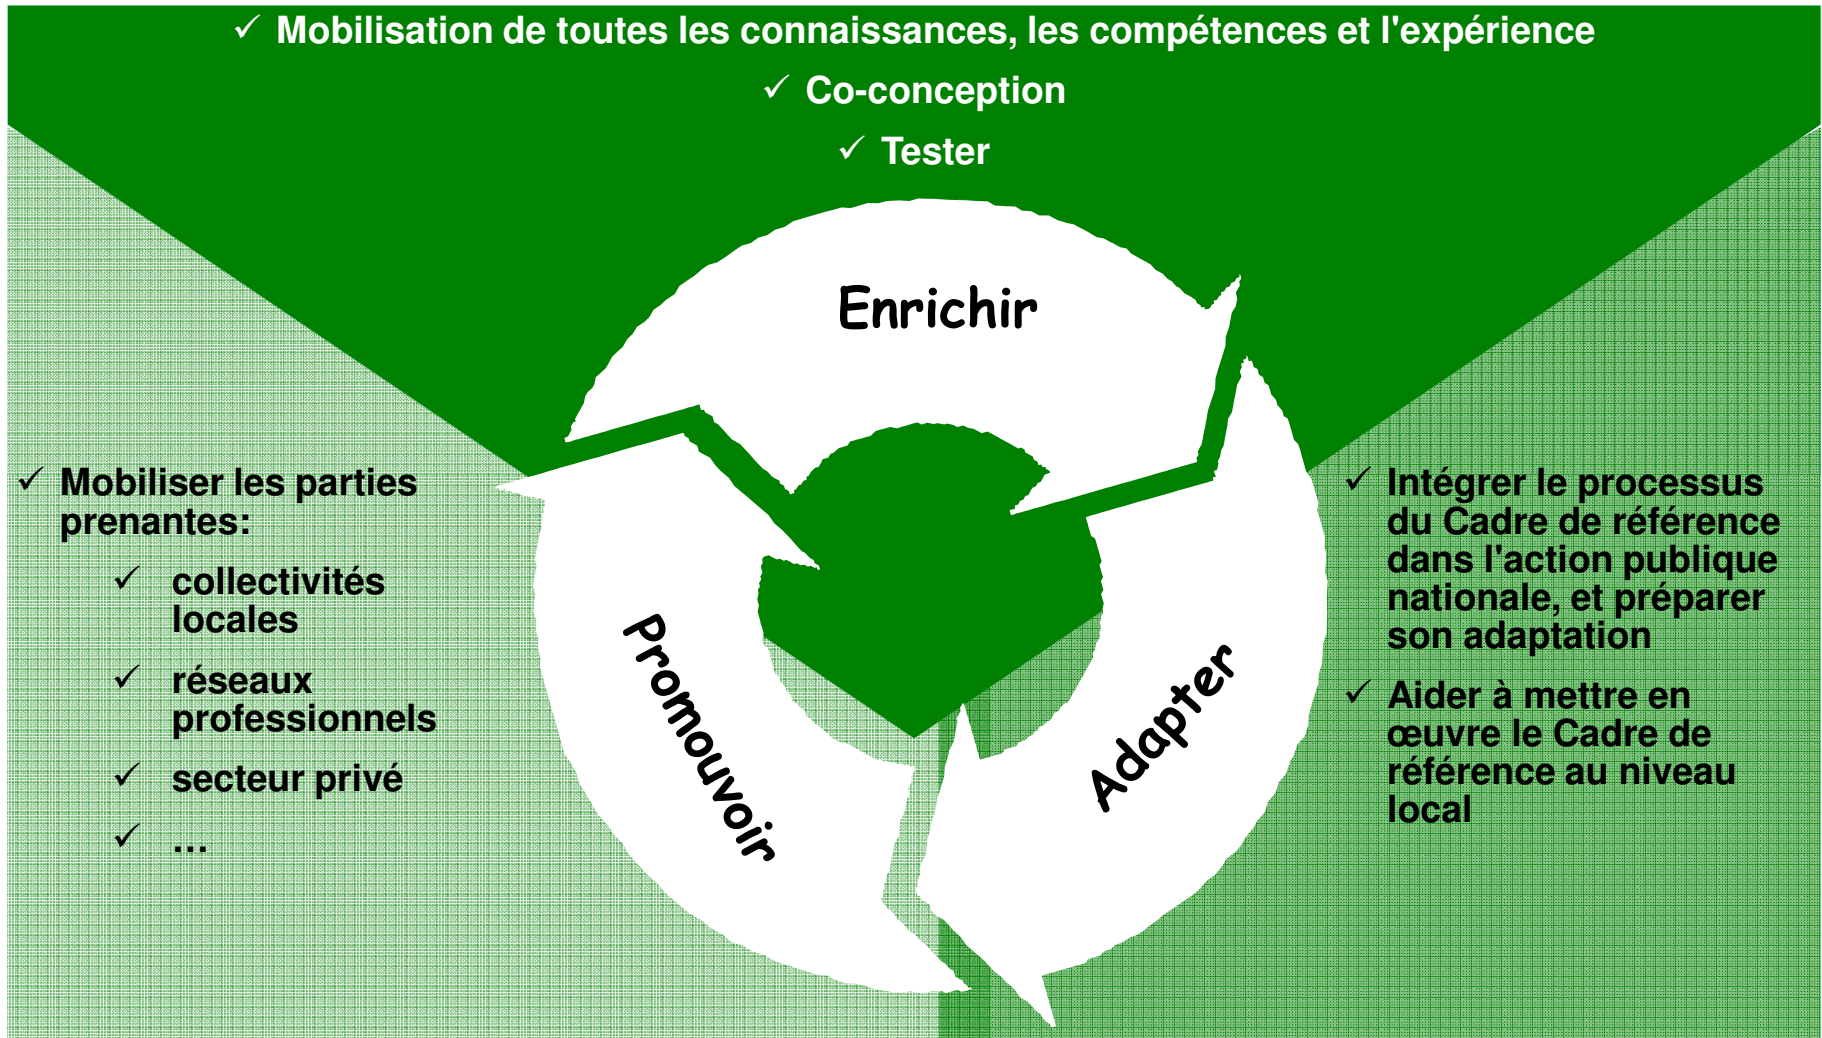 ✓ Mobilisation de toutes les connaissances, les compétences et l'expérience
✓ Co-conception
✓ Tester
Enrichir
✓ Mobiliser les parties
prenantes:
✓ collectivités
locales
✓ réseaux
professionnels
✓ secteur privé
✓ ...
Promouvoir
Adapter
✓ Intégrer le processus
du Cadre de référence
dans l'action publique
nationale, et préparer
son adaptation
✓ Aider à mettre en
œuvre le Cadre de
référence au niveau
local